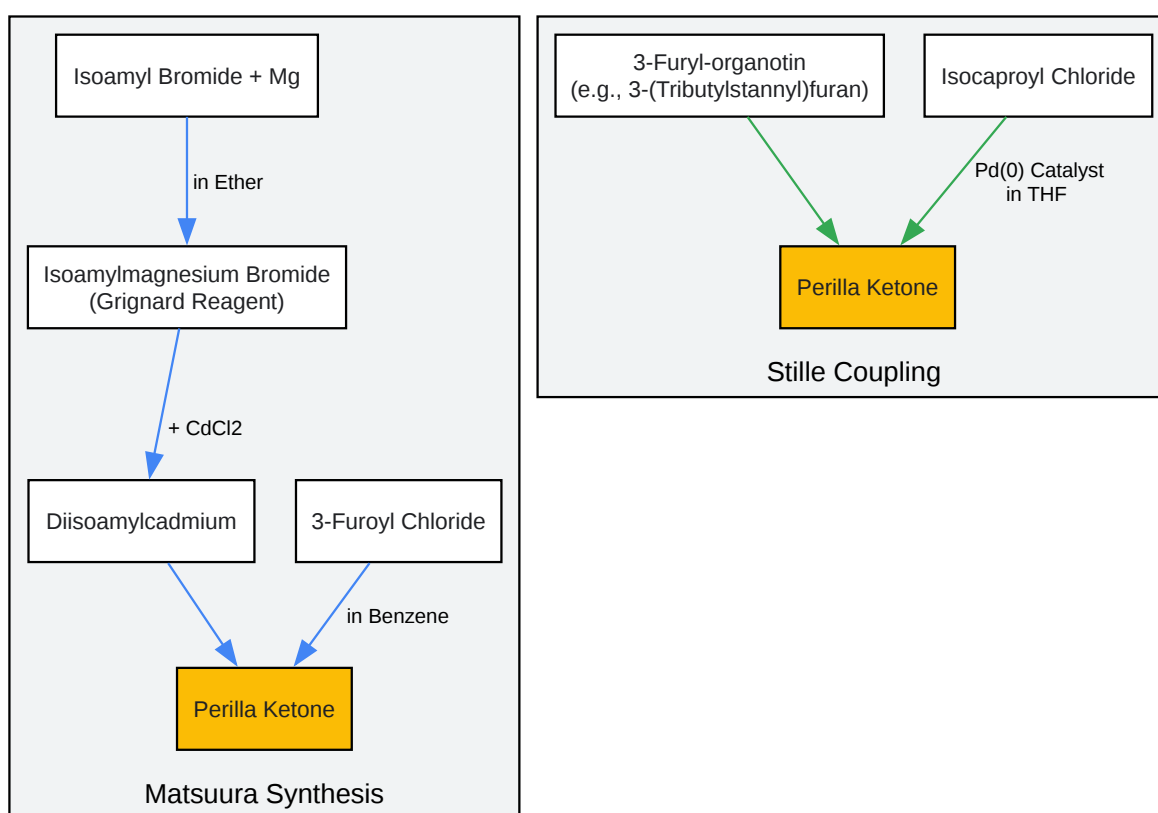 Isoamyl Bromide + Mg
in Ether
Isoamylmagnesium Bromide
(Grignard Reagent)
+ CdCl2
Diisoamylcadmium
3-Furoyl Chloride
in Benzene
Perilla Ketone
Matsuura Synthesis
3-Furyl-organotin
(e.g., 3-(Tributylstannyl)furan)
Isocaproyl Chloride
Pd(0) Catalyst
in THF
Perilla Ketone
Stille Coupling